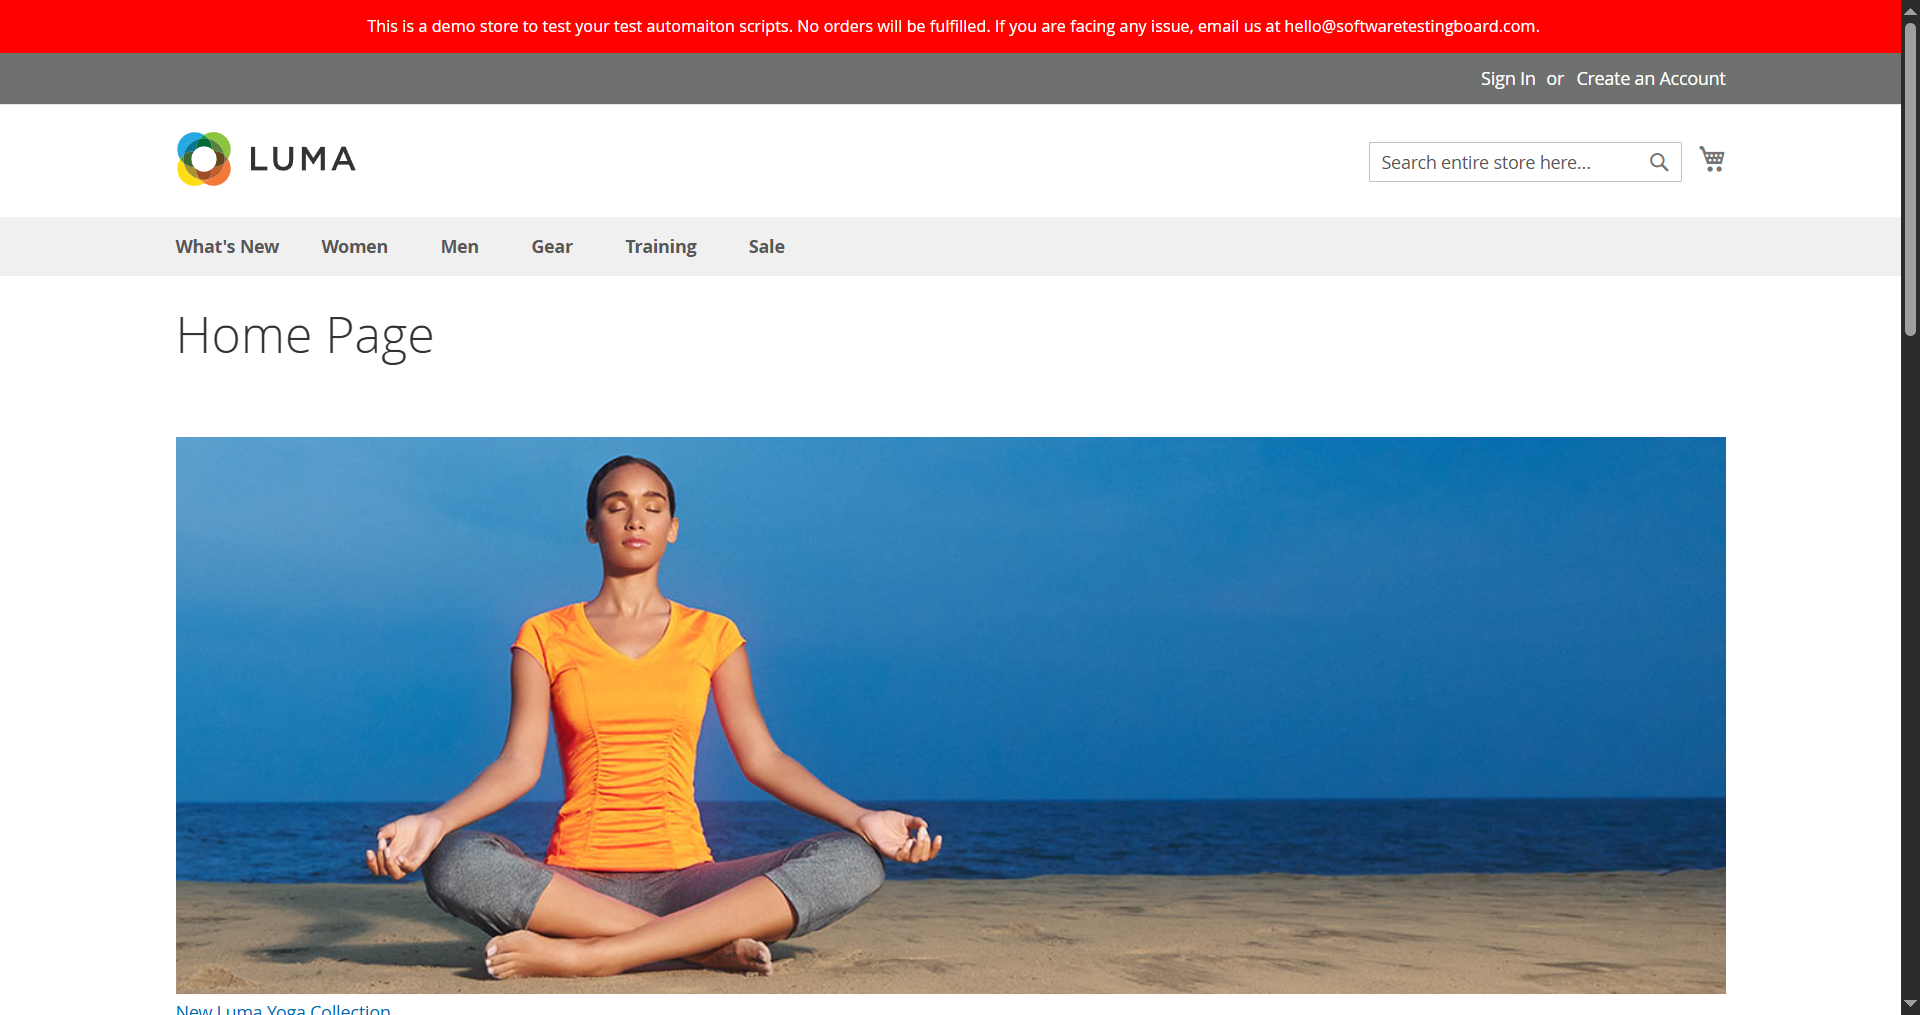 This is a demo store to test your test automaiton scripts. No orders will be fulfilled. If you are facing any issue, email us at hello@softwaretestingboard.com.
Sign In or Create an Account
LUMA
Search entire store here...
What's New Women Men Gear Training Sale
Home Page
New Luma Yoga Collection